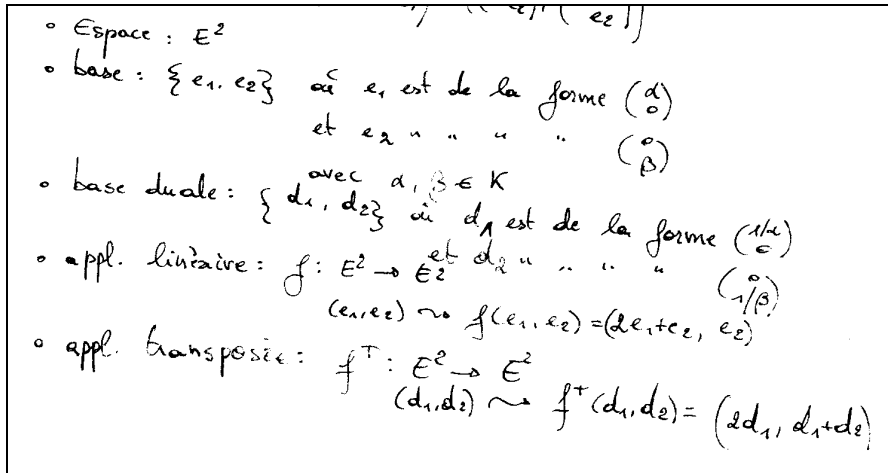 e2
• Espace : E²
• base : {e1, e2} où e1 est de la forme (α 0)
et e2 " " " " (0 β)
avec α, β ∈ K
• base duale : {d1, d2} où d1 est de la forme (1/α 0)
et d2 " " " " (0 1/β)
• appl. linéaire : f : E² → E²
(e1, e2) ⤳ f(e1, e2) = (2e1+e2, e2)
• appl. transposée : f^T : E² → E²
(d1, d2) ⤳ f^T(d1, d2) = (2d1, d1+d2)